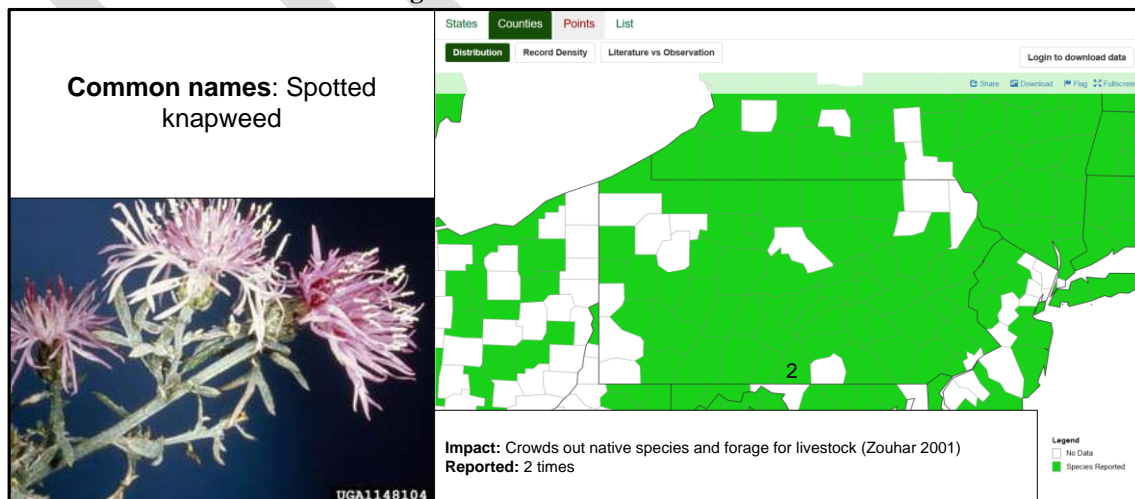 States Counties Points List
Distribution Record Density Literature vs Observation Login to download data
Share Download Flag Fullscreen
Common names: Spotted
knapweed
2
Impact: Crowds out native species and forage for livestock (Zouhar 2001)
Reported: 2 times
Legend
No Data
Species Reported
UGA1148104